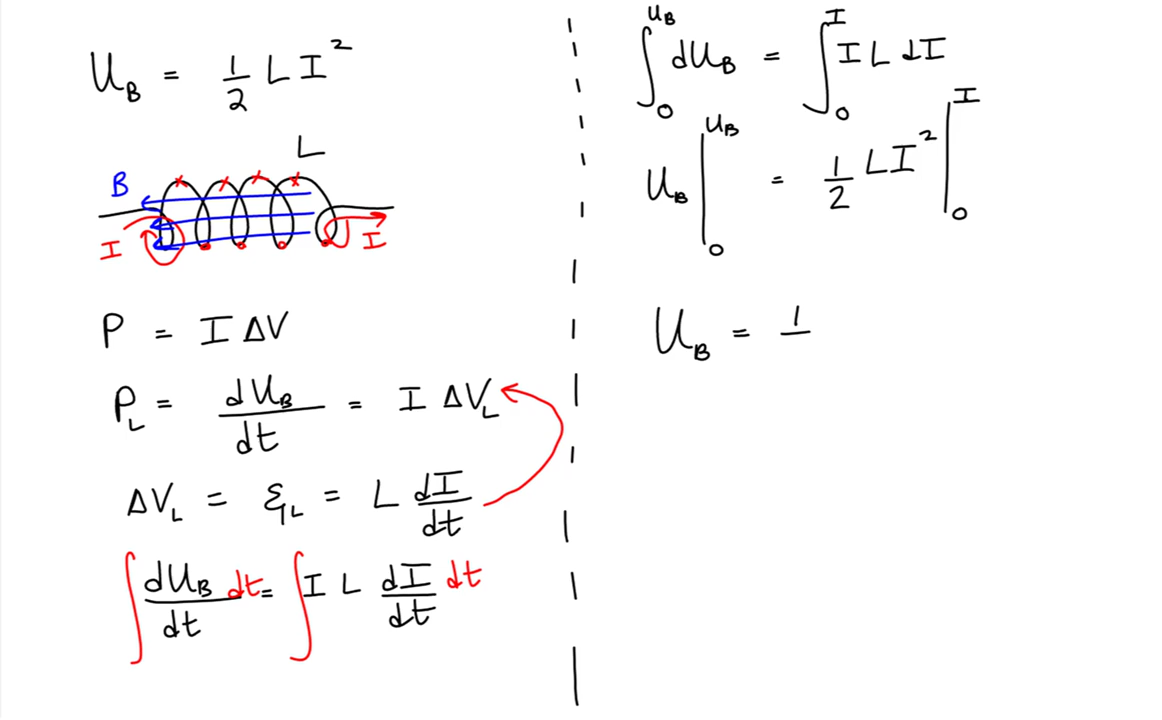 U_B = 1/2 L I²
L
B
I I
P = I ΔV
P_L = dU_B/dt = I ΔV_L
ΔV_L = ℰ_L = L dI/dt
∫ dU_B/dt dt = ∫ I L dI/dt dt
∫₀^{U_B} dU_B = ∫₀^I I L dI
U_B |₀^{U_B} = 1/2 L I² |₀^I
U_B = 1